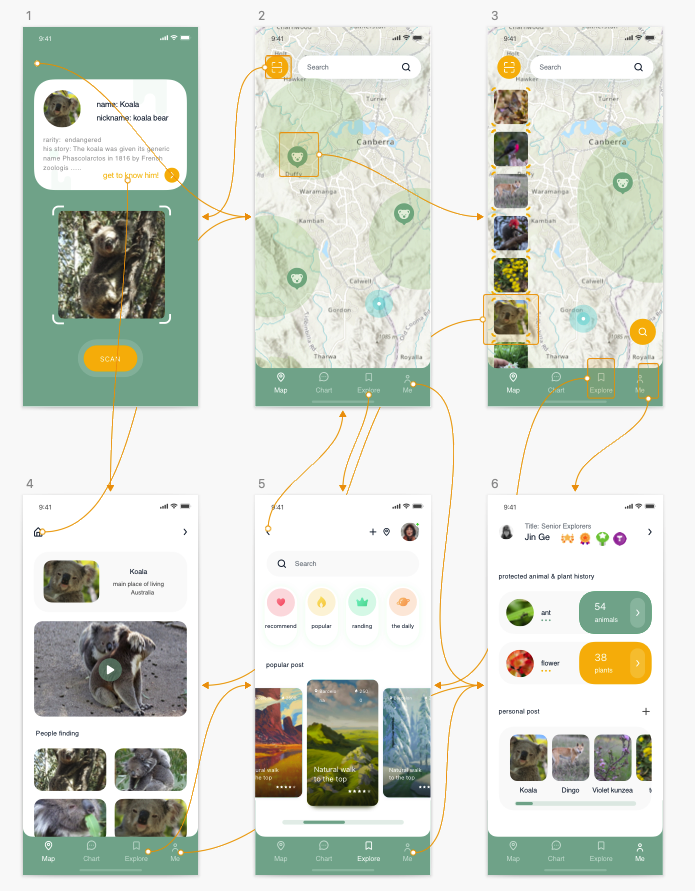 1
9:41
name: Koala
nickname: koala bear
rarity: endangered
his story: The koala was given its generic
name Phascolarctos in 1816 by French
zoologis ......
get to know him!
SCAN
2
9:41
Search
Hawker
Turner
Canberra
Duffy
Waramanga
Kambah
Calwell
Gordon
Tharwa
Royalla
Map
Chart
Explore
Me
3
9:41
Search
Hawker
Turner
Canberra
Waramanga
Kambah
Calwell
Gordon
Tharwa
Royalla
Map
Chart
Explore
Me
4
9:41
Koala
main place of living
Australia
People finding
Map
Chart
Explore
Me
5
9:41
Search
recommend
popular
randing
the daily
popular post
ural walk
the top
Natural walk
to the top
Natural walk
to the top
Map
Chart
Explore
Me
6
9:41
Title: Senior Explorers
Jin Ge
protected animal & plant history
ant
54
animals
flower
38
plants
personal post
Koala
Dingo
Violet kunzea
Map
Chart
Explore
Me